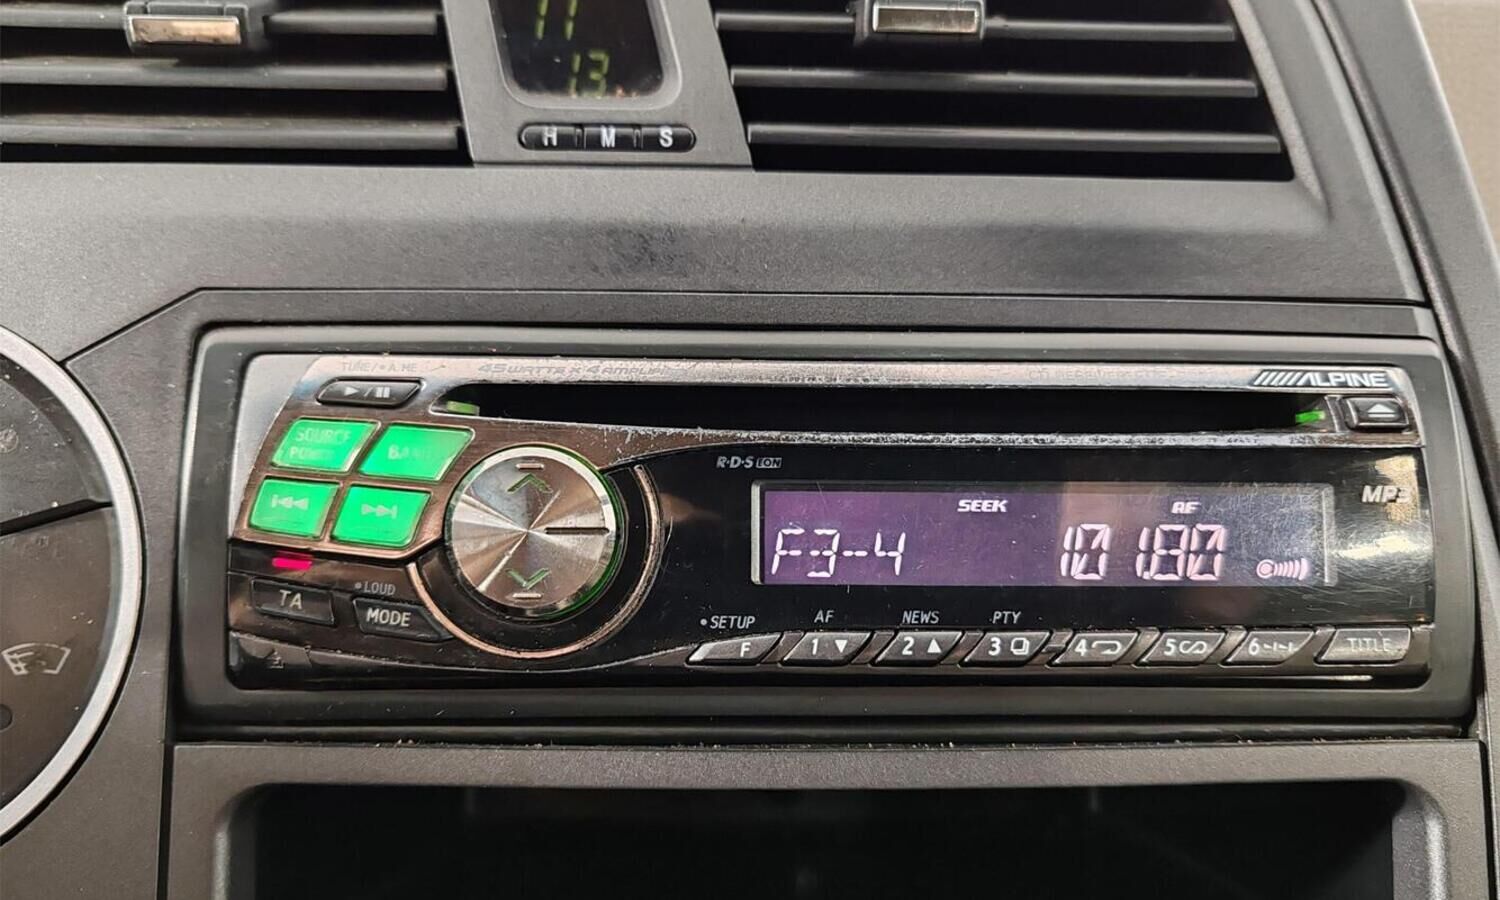 11
13
H M S
TUNE/•A.ME
45WATTS x 4 AMPLIFIER
ALPINE
SOURCE
POWER
BAND
R·D·S EON
MP3
SEEK AF
F3-4 101.80
TA
•LOUD
MODE
•SETUP AF NEWS PTY
F 1 2 3 4 5 6 TITLE